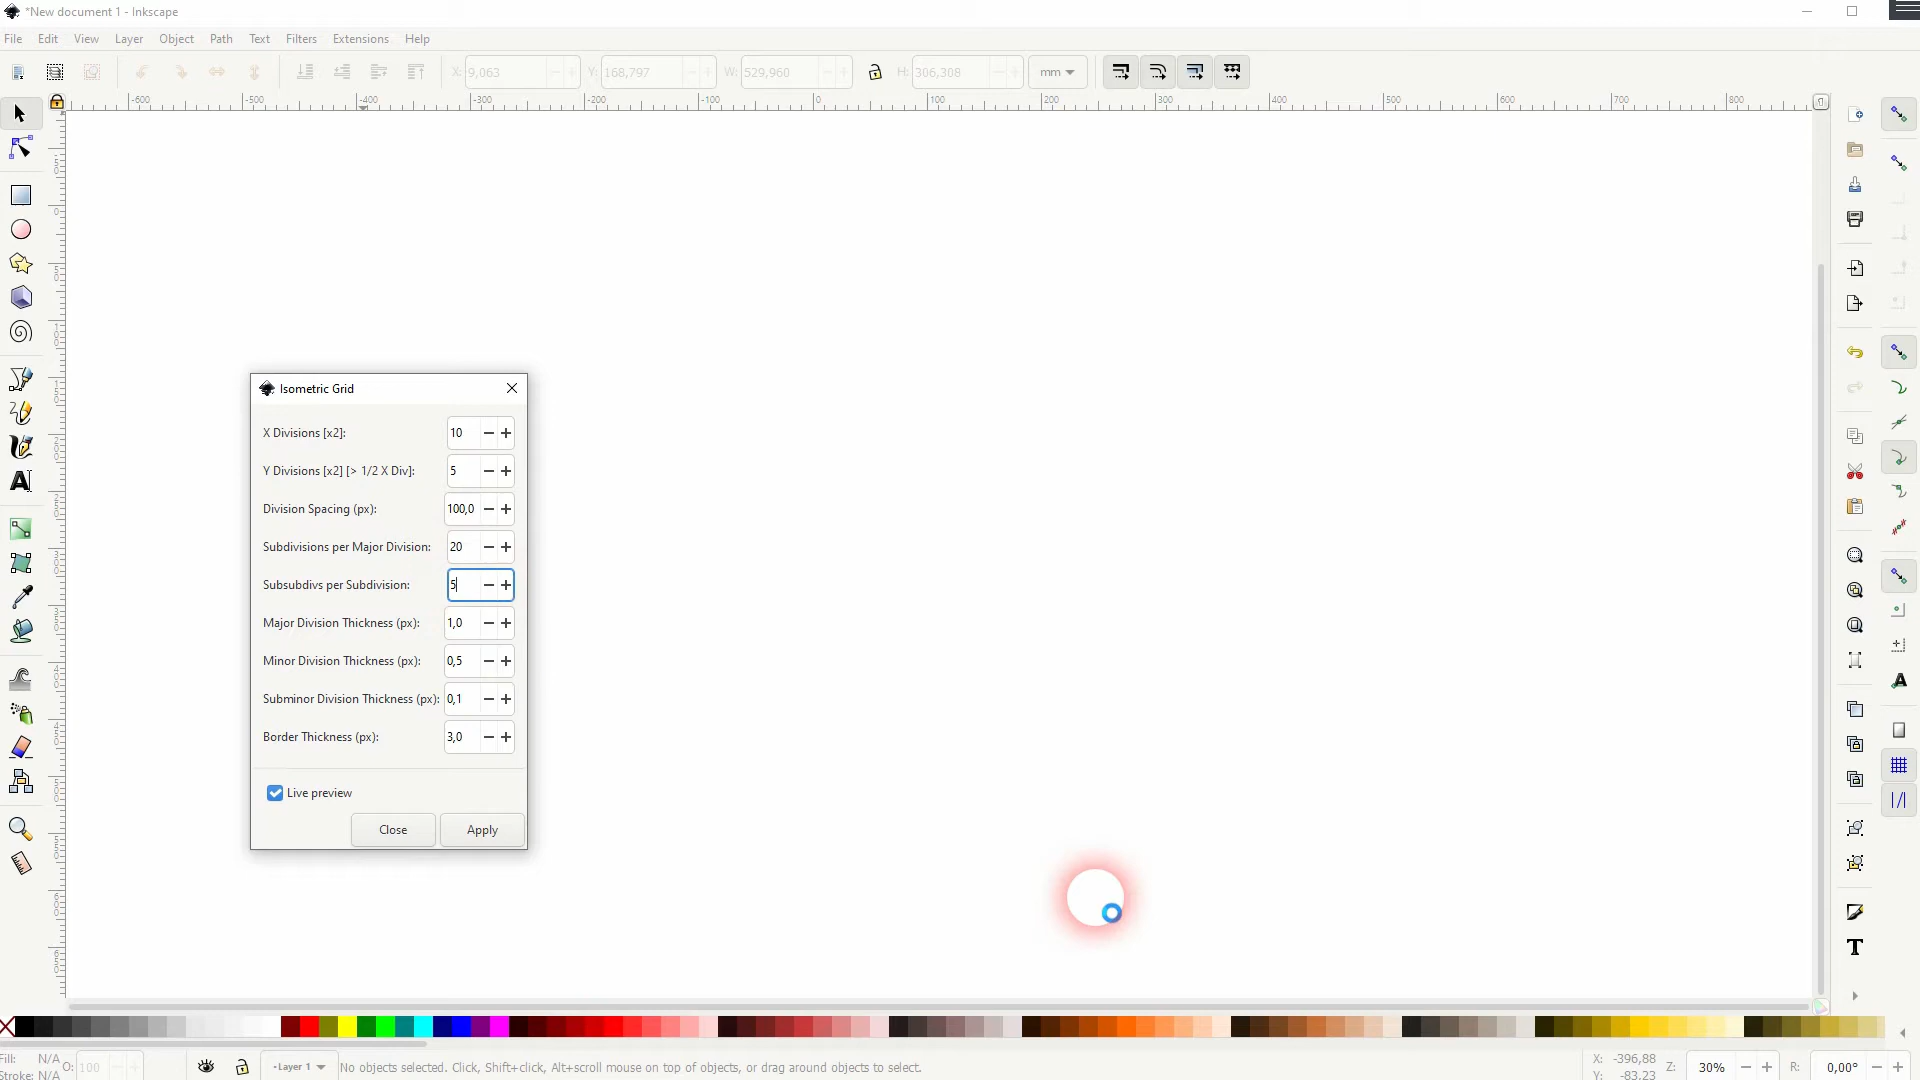 *New document 1 - Inkscape
File Edit View Layer Object Path Text Filters Extensions Help
X: 9,063 Y: 168,797 W: 529,960 H: 306,308 mm
-600 -500 -400 -300 -200 -100 0 100 200 300 400 500 600 700 800
Isometric Grid
X Divisions [x2]: 10
Y Divisions [x2] [> 1/2 X Div]: 5
Division Spacing (px): 100,0
Subdivisions per Major Division: 20
Subsubdivs per Subdivision: 5
Major Division Thickness (px): 1,0
Minor Division Thickness (px): 0,5
Subminor Division Thickness (px): 0,1
Border Thickness (px): 3,0
Live preview
Close Apply
Fill: N/A O: 100 -Layer 1 No objects selected. Click, Shift+click, Alt+scroll mouse on top of objects, or drag around objects to select. X: -396,88 Z: 30% R: 0,00°
Stroke: N/A Y: -83,23